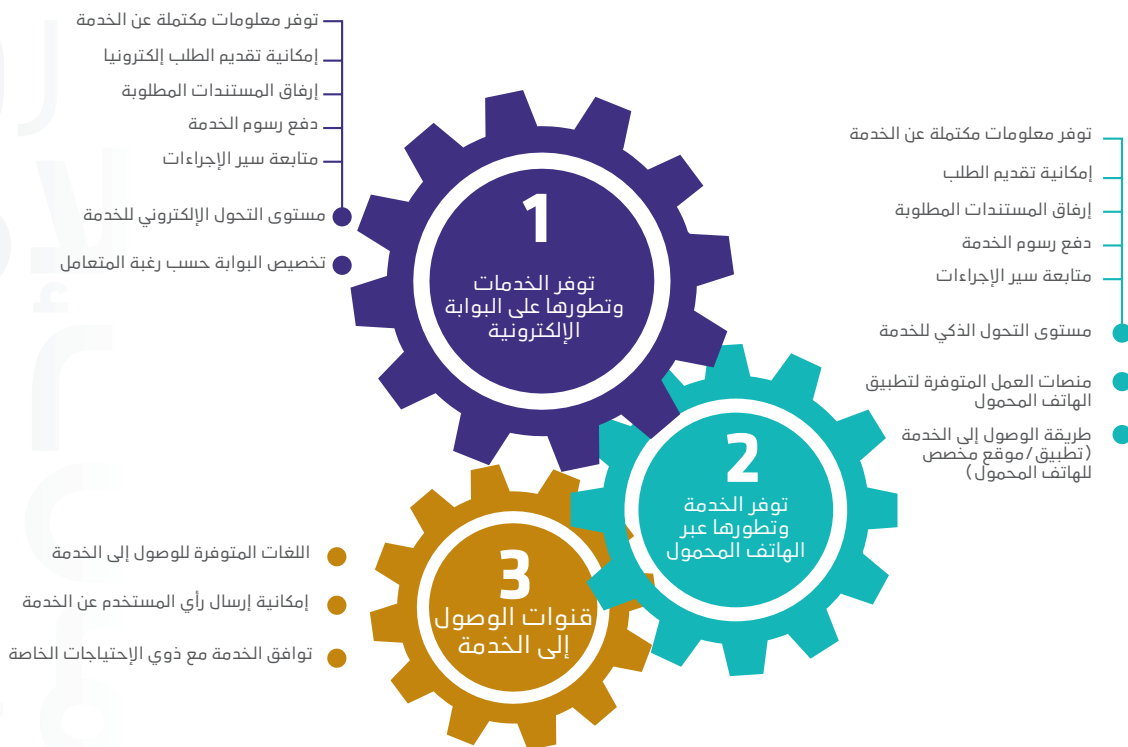 توفر معلومات مكتملة عن الخدمة
إمكانية تقديم الطلب إلكترونيا
إرفاق المستندات المطلوبة
دفع رسوم الخدمة
متابعة سير الإجراءات
مستوى التحول الإلكتروني للخدمة
تخصيص البوابة حسب رغبة المتعامل
1
توفر الخدمات
وتطورها على البوابة
الإلكترونية
توفر معلومات مكتملة عن الخدمة
إمكانية تقديم الطلب
إرفاق المستندات المطلوبة
دفع رسوم الخدمة
متابعة سير الإجراءات
مستوى التحول الذكي للخدمة
منصات العمل المتوفرة لتطبيق
الهاتف المحمول
طريقة الوصول إلى الخدمة
(تطبيق/موقع مخصص
للهاتف المحمول)
2
توفر الخدمة
وتطورها عبر
الهاتف المحمول
3
قنوات الوصول
إلى الخدمة
اللغات المتوفرة للوصول إلى الخدمة
إمكانية إرسال رأي المستخدم عن الخدمة
توافق الخدمة مع ذوي الإحتياجات الخاصة